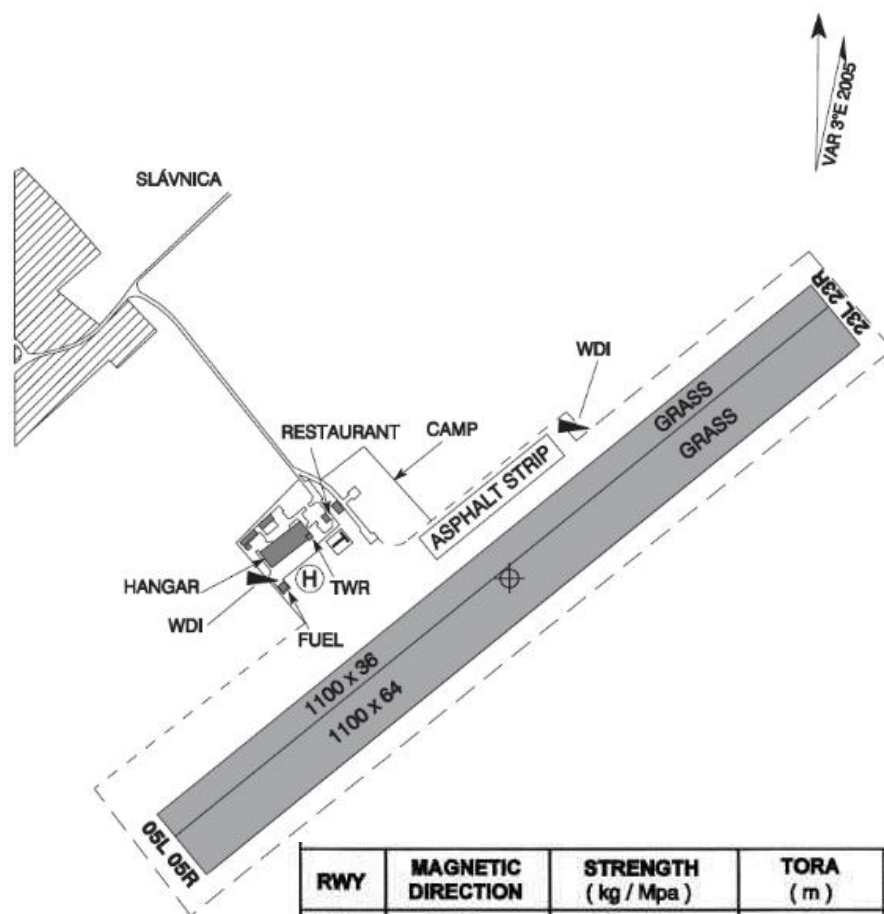 VAR 3°E 2005
SLÁVNICA
23L 23R
WDI
GRASS
GRASS
RESTAURANT
CAMP
ASPHALT STRIP
T
HANGAR
H
TWR
WDI
FUEL
1100 x 36
1100 x 64
05L 05R
RWY MAGNETIC DIRECTION STRENGTH ( kg / Mpa ) TORA ( m )